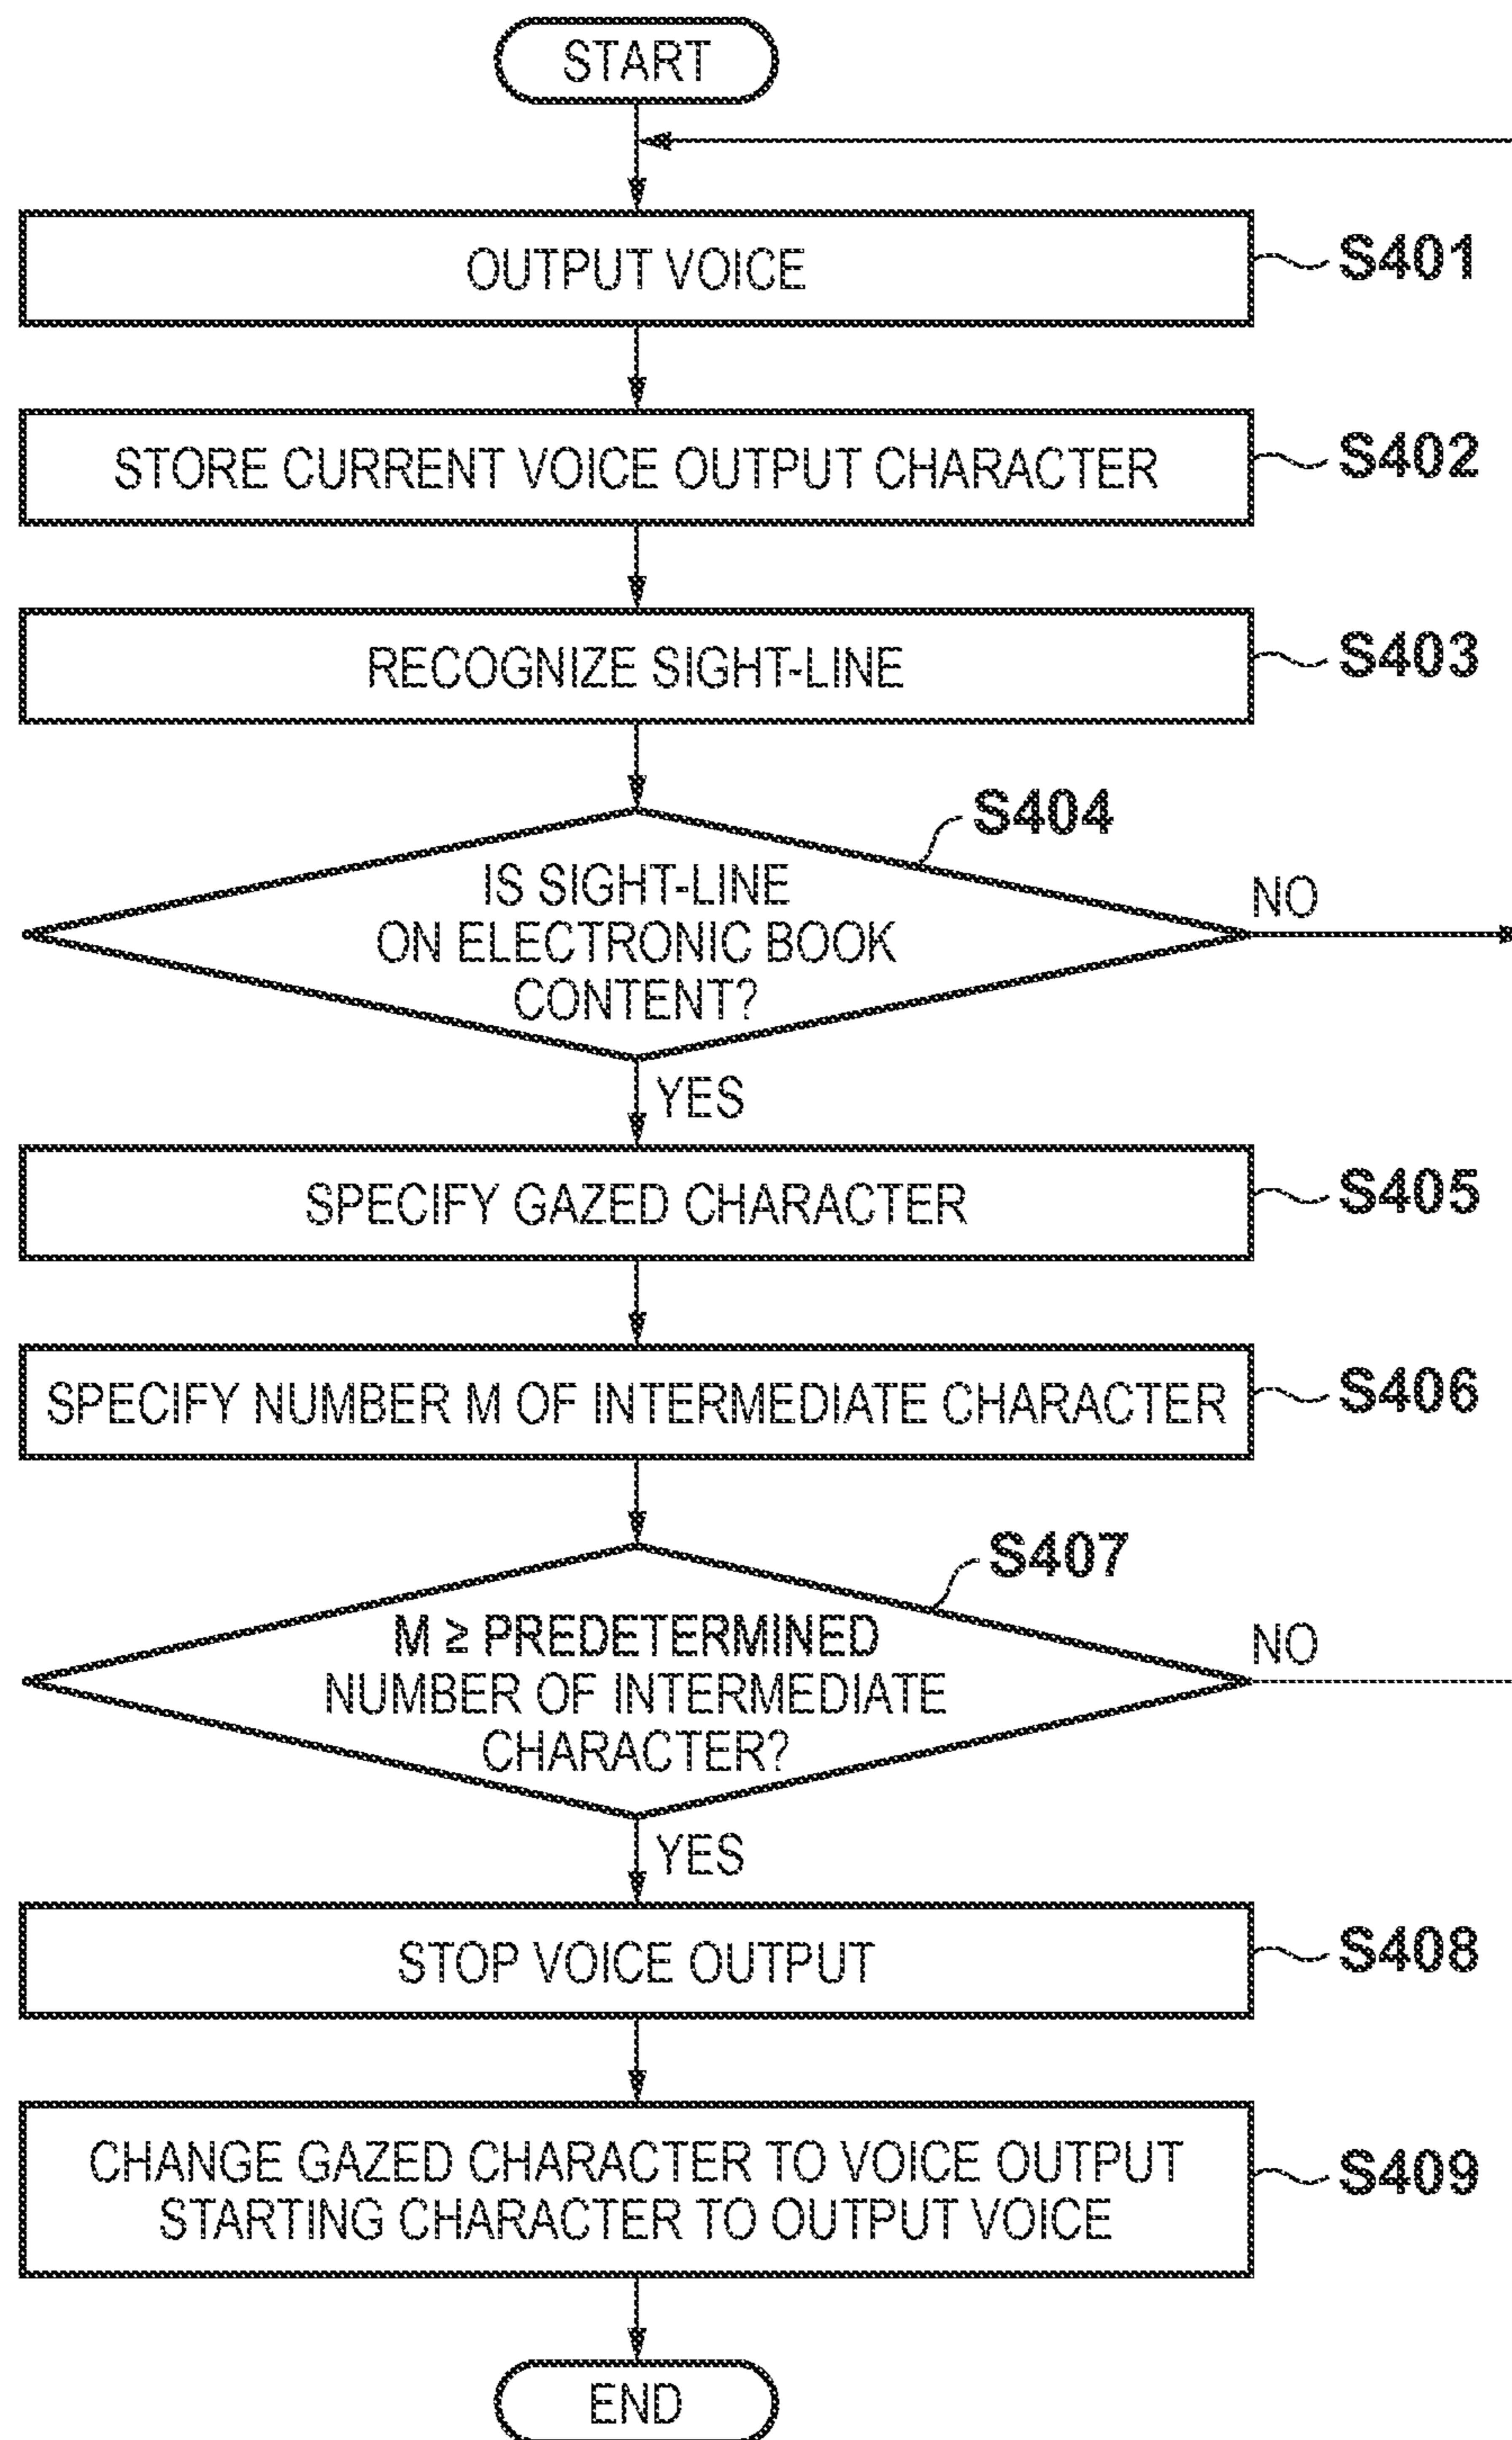 START
OUTPUT VOICE
S401
STORE CURRENT VOICE OUTPUT CHARACTER
S402
RECOGNIZE SIGHT-LINE
S403
S404
IS SIGHT-LINE
ON ELECTRONIC BOOK
CONTENT?
NO
YES
SPECIFY GAZED CHARACTER
S405
SPECIFY NUMBER M OF INTERMEDIATE CHARACTER
S406
S407
M ≥ PREDETERMINED
NUMBER OF INTERMEDIATE
CHARACTER?
NO
YES
STOP VOICE OUTPUT
S408
CHANGE GAZED CHARACTER TO VOICE OUTPUT
STARTING CHARACTER TO OUTPUT VOICE
S409
END